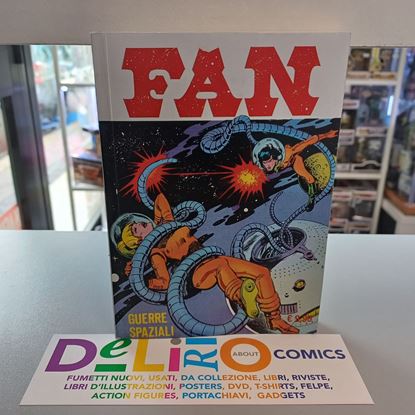 FAN
GUERRE
SPAZIALI
DeLiRiO ABOUT COMICS
FUMETTI NUOVI, USATI, DA COLLEZIONE, LIBRI, RIVISTE,
LIBRI D'ILLUSTRAZIONI, POSTERS, DVD, T-SHIRTS, FELPE,
ACTION FIGURES, PORTACHIAVI, GADGETS